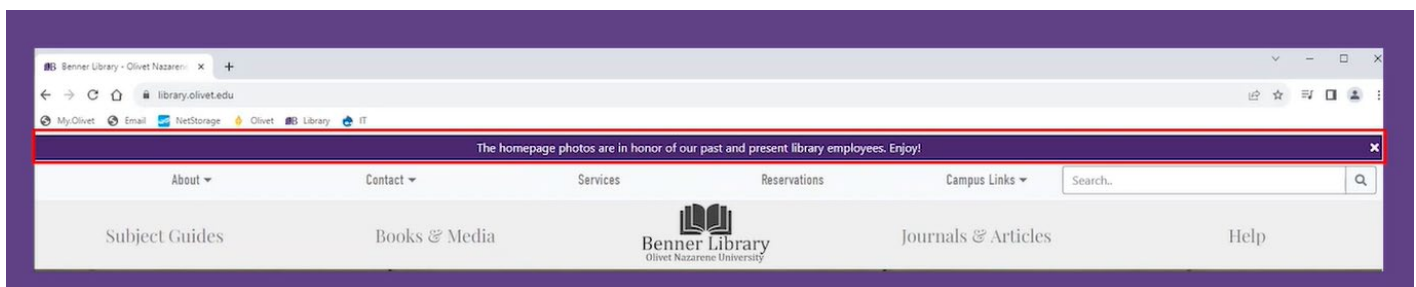 Benner Library - Olivet Nazaren
library.olivet.edu
My.Olivet Email NetStorage Olivet Library IT
The homepage photos are in honor of our past and present library employees. Enjoy!
About Contact Services Reservations Campus Links Search..
Subject Guides Books & Media Benner Library Journals & Articles Help
Olivet Nazarene University